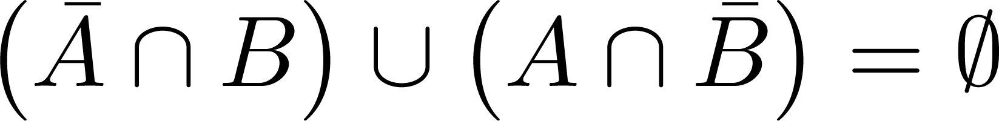 (Ā ∩ B) ∪ (A ∩ B̄) = ∅